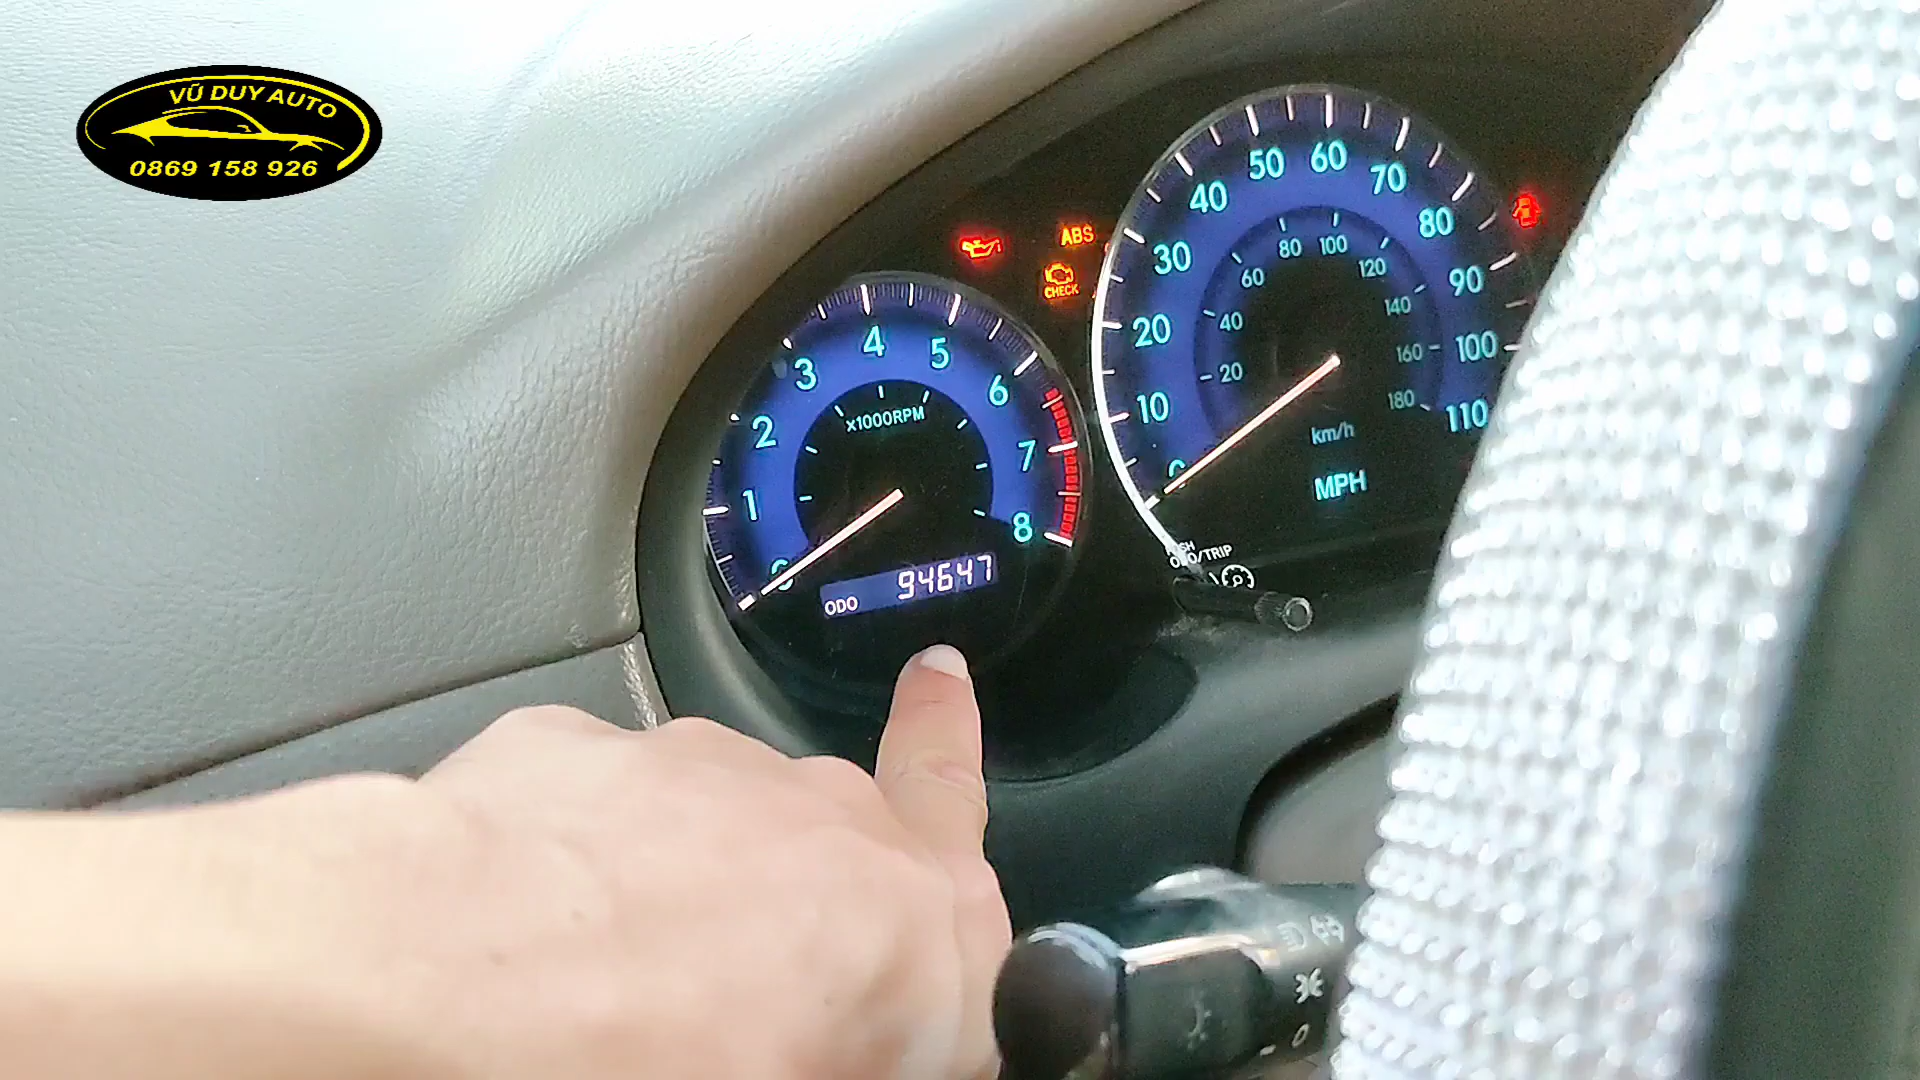 VŨ DUY AUTO
0869 158 926
ABS
CHECK
0 1 2 3 4 5 6 7 8
x1000RPM
ODO 94647
10 20 30 40 50 60 70 80 90 100 110
20 40 60 80 100 120 140 160 180
km/h
MPH
ODO/TRIP